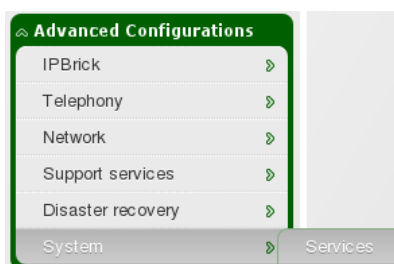 Advanced Configurations
IPBrick
Telephony
Network
Support services
Disaster recovery
System
Services